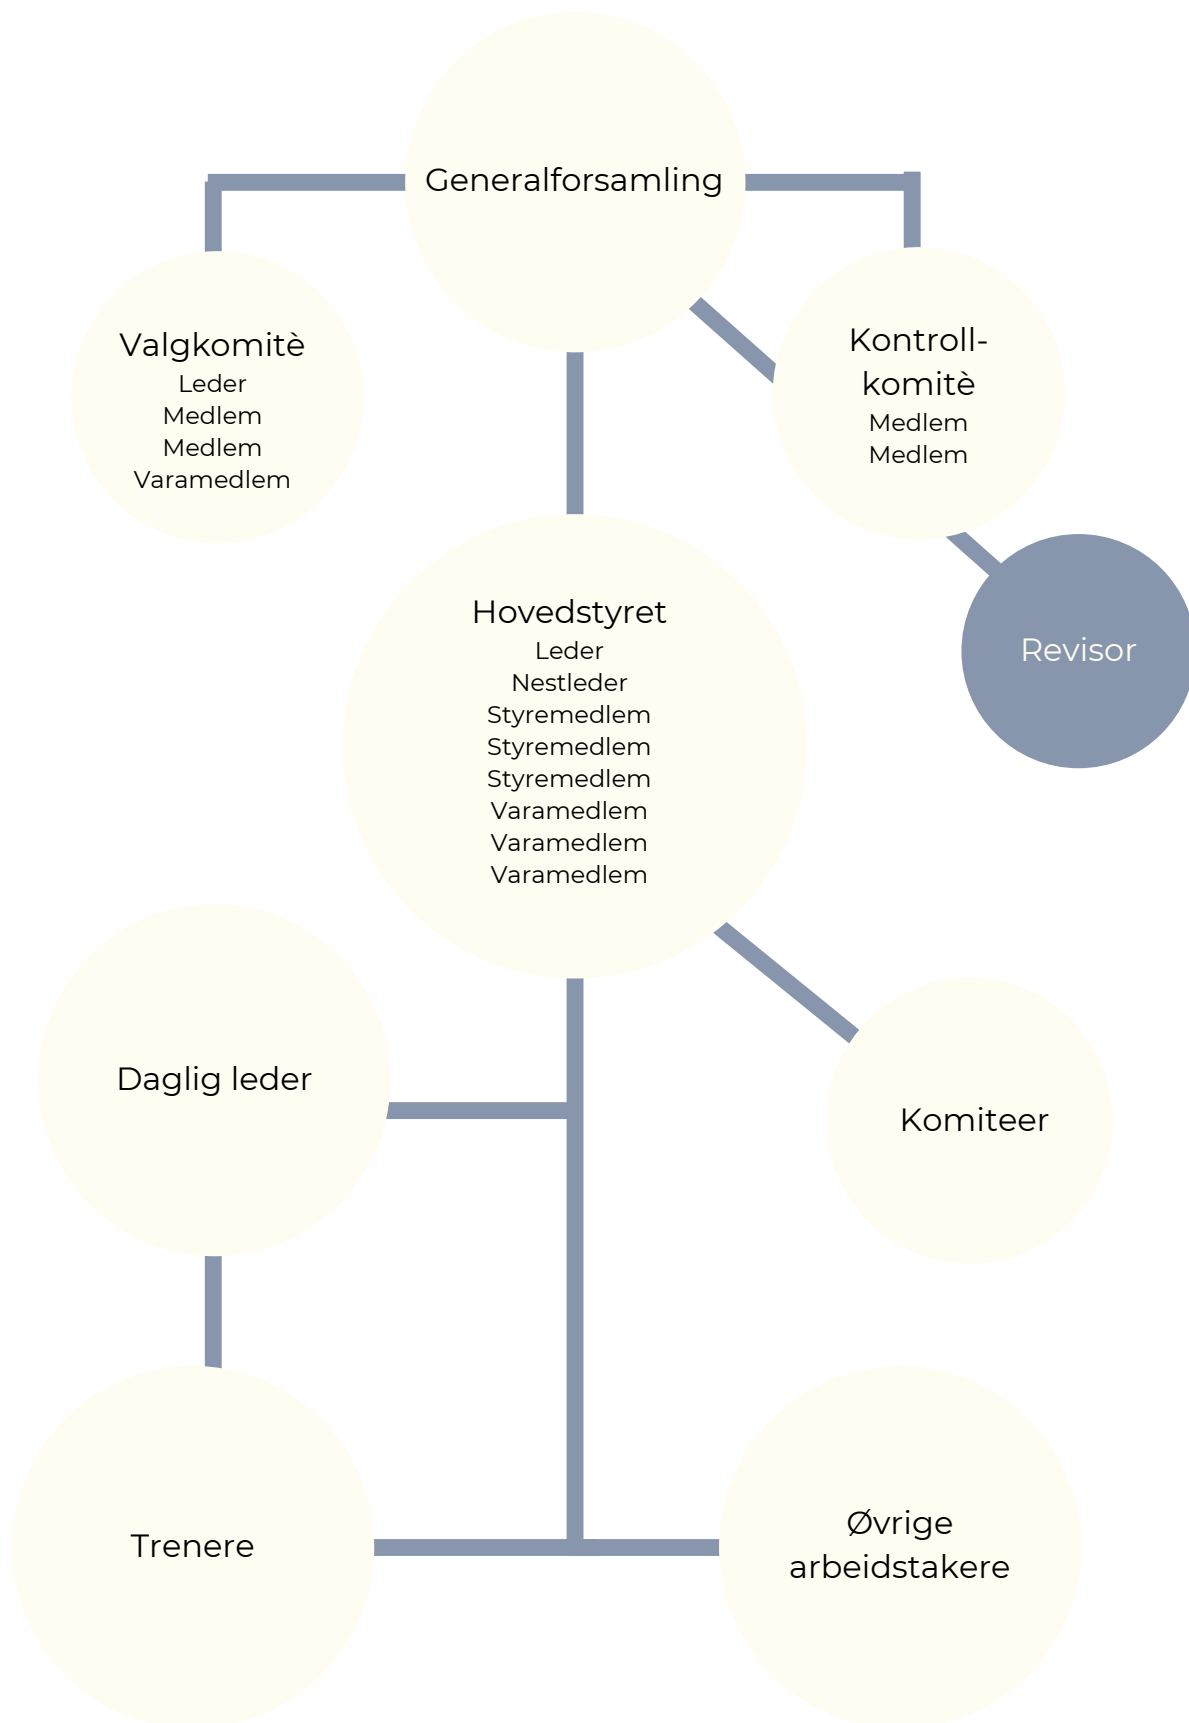 Generalforsamling
Valgkomitè
Leder
Medlem
Medlem
Varamedlem
Kontroll-
komitè
Medlem
Medlem
Revisor
Hovedstyret
Leder
Nestleder
Styremedlem
Styremedlem
Styremedlem
Varamedlem
Varamedlem
Varamedlem
Daglig leder
Komiteer
Trenere
Øvrige
arbeidstakere